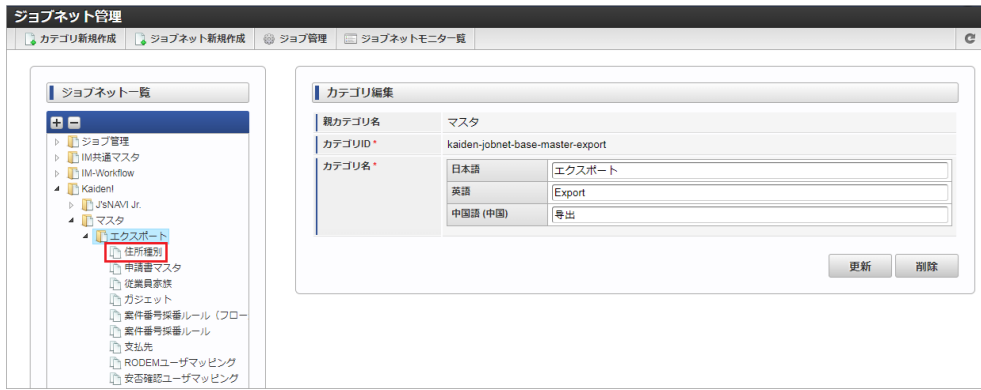 ジョブネット管理
カテゴリ新規作成 ジョブネット新規作成 ジョブ管理 ジョブネットモニタ一覧
ジョブネット一覧
ジョブ管理
IM共通マスタ
IM-Workflow
Kaiden!
J'sNAVI Jr.
マスタ
エクスポート
住所種別
申請書マスタ
従業員家族
ガジェット
案件番号採番ルール（フロー
案件番号採番ルール
支払先
RODEMユーザマッピング
安否確認ユーザマッピング
カテゴリ編集
親カテゴリ名 マスタ
カテゴリID * kaiden-jobnet-base-master-export
カテゴリ名 * 日本語 エクスポート
英語 Export
中国語 (中国) 导出
更新 削除